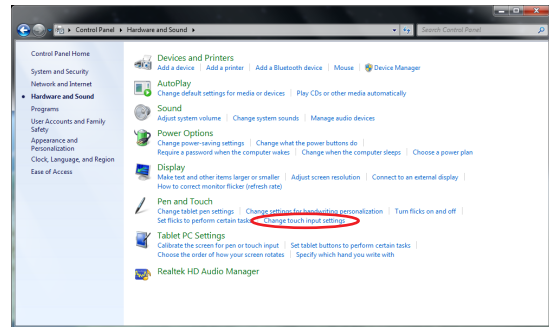 Control Panel ▸ Hardware and Sound ▸
Search Control Panel
Control Panel Home
System and Security
Network and Internet
Hardware and Sound
Programs
User Accounts and Family
Safety
Appearance and
Personalization
Clock, Language, and Region
Ease of Access
Devices and Printers
Add a device Add a printer Add a Bluetooth device Mouse Device Manager
AutoPlay
Change default settings for media or devices Play CDs or other media automatically
Sound
Adjust system volume Change system sounds Manage audio devices
Power Options
Change power-saving settings Change what the power buttons do
Require a password when the computer wakes Change when the computer sleeps Choose a power plan
Display
Make text and other items larger or smaller Adjust screen resolution Connect to an external display
How to correct monitor flicker (refresh rate)
Pen and Touch
Change tablet pen settings Change settings for handwriting personalization Turn flicks on and off
Set flicks to perform certain tasks Change touch input settings
Tablet PC Settings
Calibrate the screen for pen or touch input Set tablet buttons to perform certain tasks
Choose the order of how your screen rotates Specify which hand you write with
Realtek HD Audio Manager